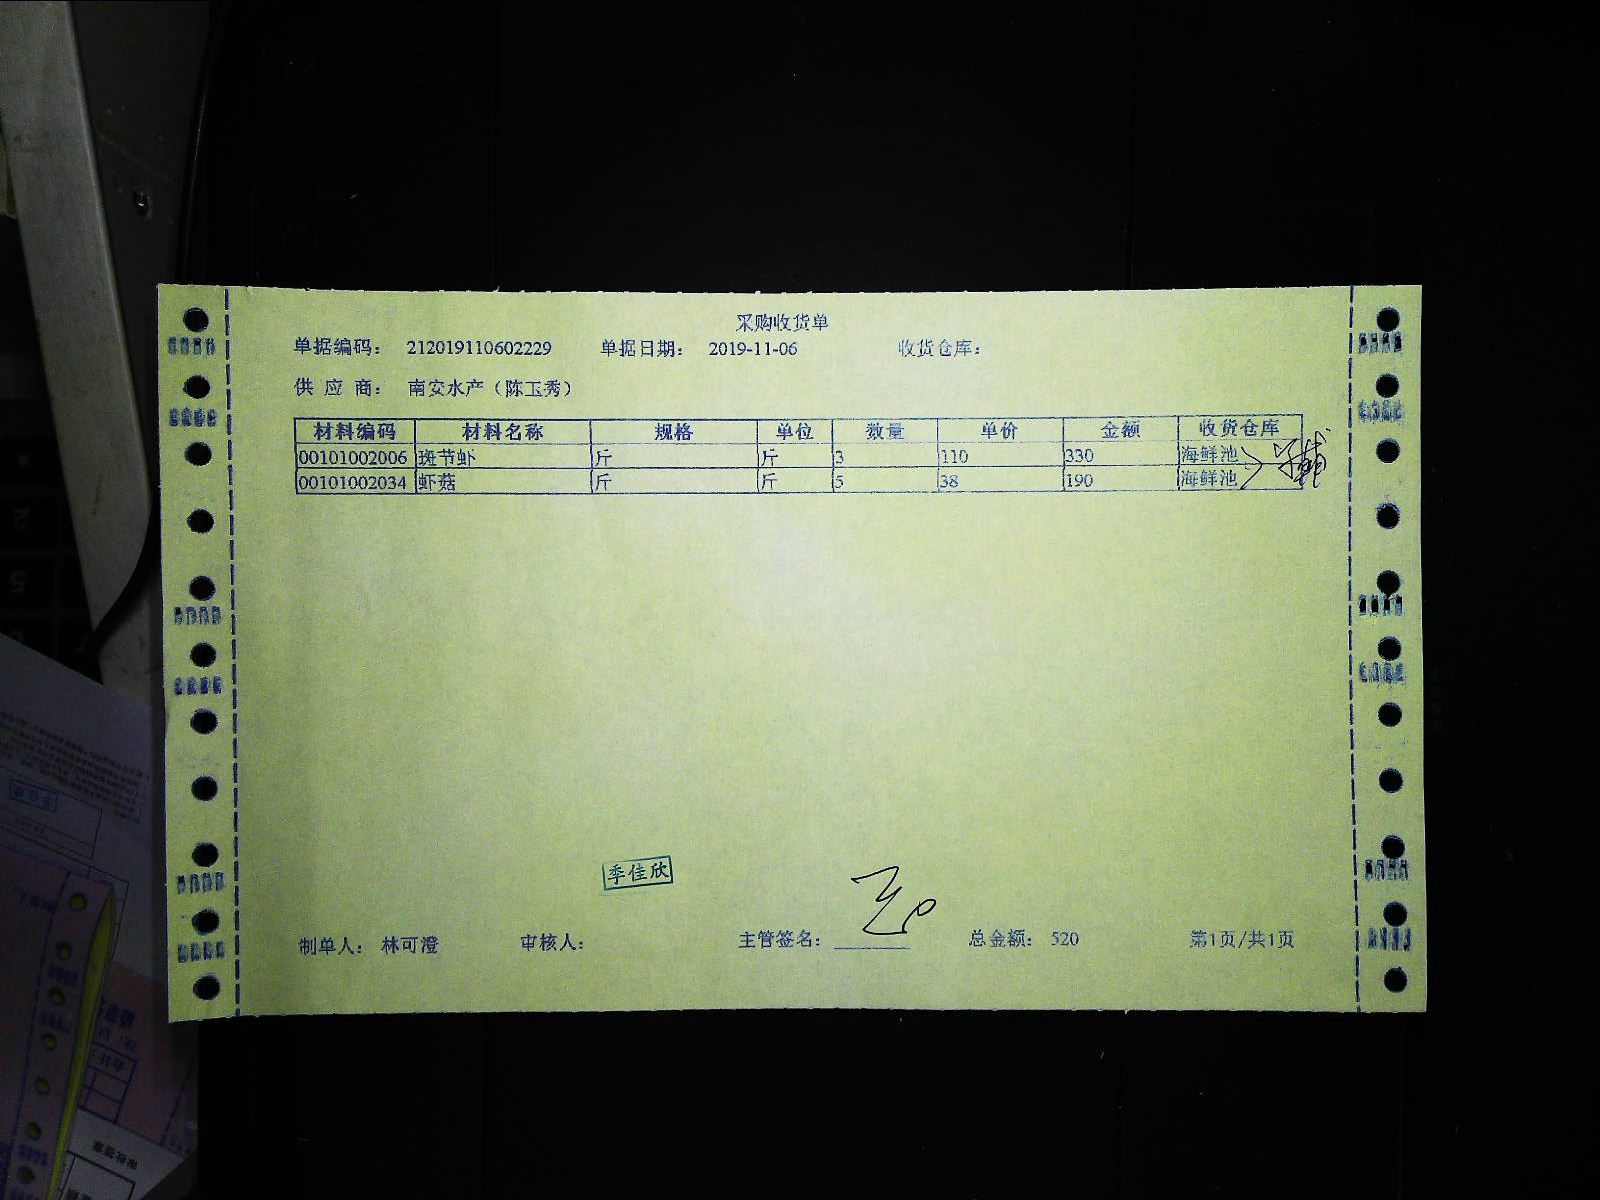 采购收货单
单据编码： 212019110602229 单据日期： 2019-11-06 收货仓库：
供 应 商： 南安水产（陈玉秀）
材料编码 材料名称 规格 单位 数量 单价 金额 收货仓库
00101002006 斑节虾 斤 斤 3 110 330 海鲜池
00101002034 虾菇 斤 斤 5 38 190 海鲜池
季佳欣
制单人： 林可澄 审核人： 主管签名： 总金额： 520 第1页/共1页